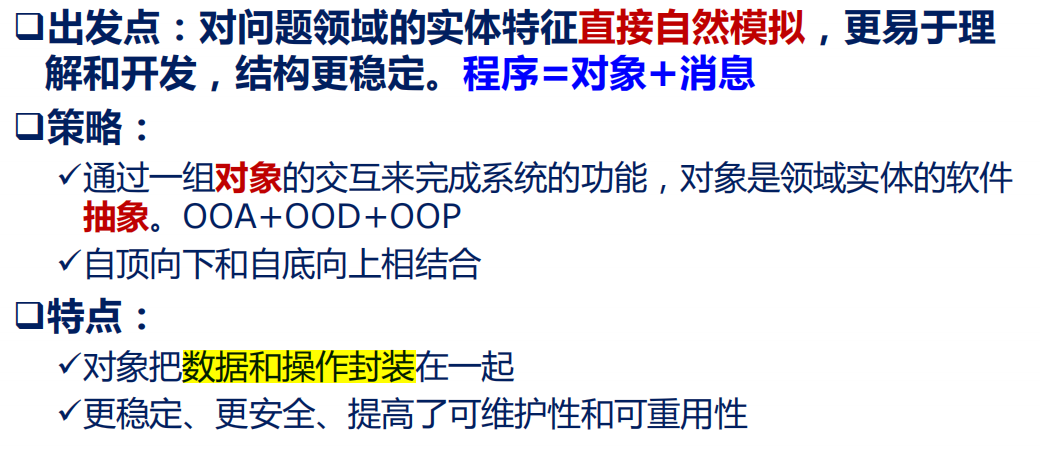 ❑出发点：对问题领域的实体特征直接自然模拟，更易于理
解和开发，结构更稳定。程序=对象+消息
❑策略：
✓通过一组对象的交互来完成系统的功能，对象是领域实体的软件
抽象。OOA+OOD+OOP
✓自顶向下和自底向上相结合
❑特点：
✓对象把数据和操作封装在一起
✓更稳定、更安全、提高了可维护性和可重用性